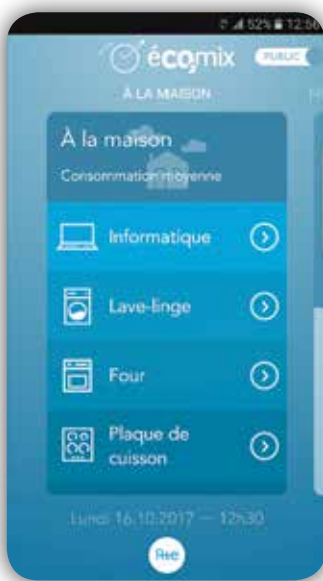 52% 12:56
écomix PUBLIC
À LA MAISON
À la maison
Consommation moyenne
Informatique
Lave-linge
Four
Plaque de
cuisson
Lundi 16.10.2017 — 12h30
Rte